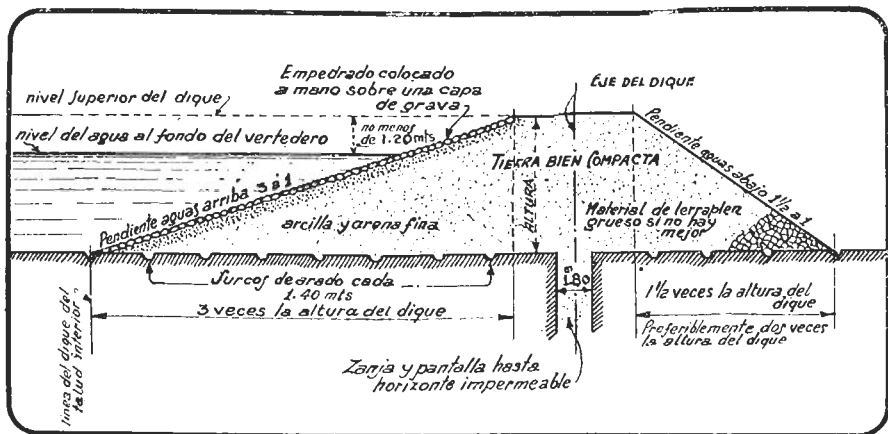 Empedrado colocado
a mano sobre una capa
de grava
EJE DEL DIQUE
nivel superior del dique
nivel del agua al fondo del vertedero
no menos
de 1.20 mts
Pendiente aguas arriba 3 a 1
TIERRA BIEN COMPACTA
ALTURA
Pendiente aguas abajo 1½ a 1
arcilla y arena fina
Material de terraplen
grueso si no hay
mejor
Surcos de arado cada
1.40 mts
3 veces la altura del dique
1.80
1½ veces la altura del
dique
Preferiblemente dos veces
la altura del dique
linea del dique del
talud interior
Zanja y pantalla hasta
horizonte impermeable